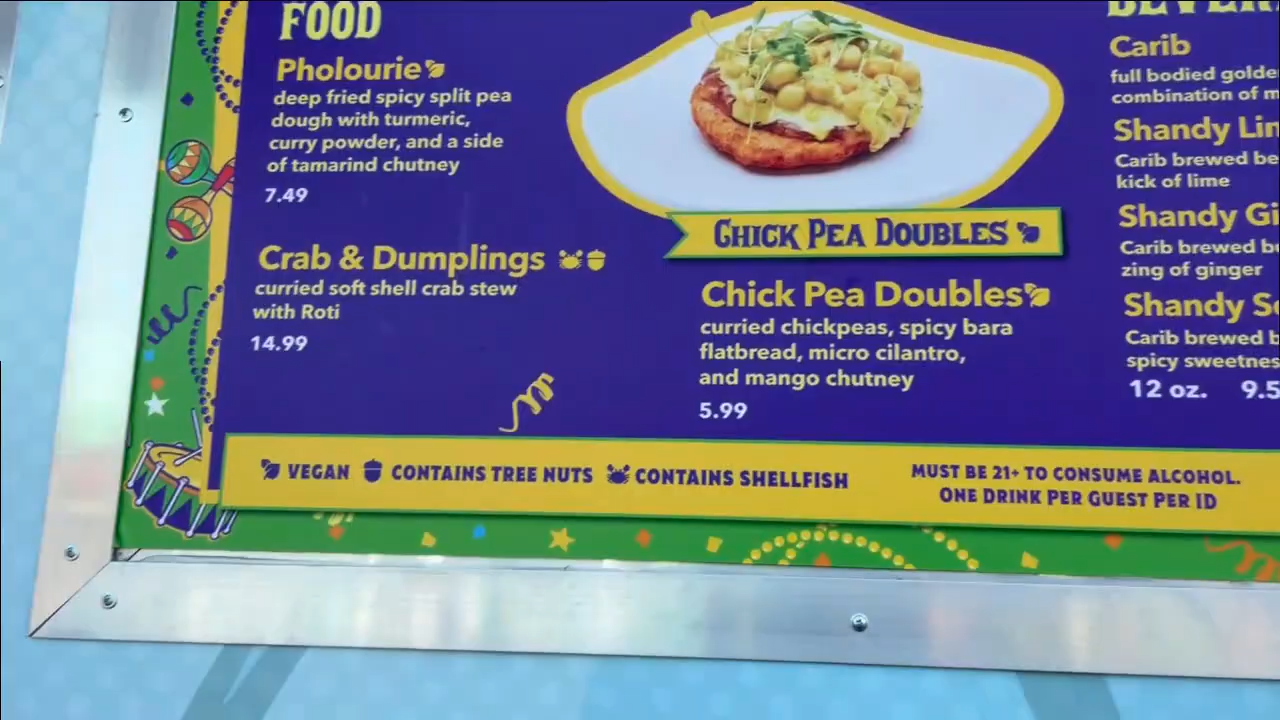 FOOD
Pholourie
deep fried spicy split pea
dough with turmeric,
curry powder, and a side
of tamarind chutney
7.49
Crab & Dumplings
curried soft shell crab stew
with Roti
14.99
CHICK PEA DOUBLES
Chick Pea Doubles
curried chickpeas, spicy bara
flatbread, micro cilantro,
and mango chutney
5.99
Carib
full bodied golde
combination of m
Shandy Lim
Carib brewed be
kick of lime
Shandy Gi
Carib brewed b
zing of ginger
Shandy So
Carib brewed b
spicy sweetnes
12 oz. 9.5
VEGAN CONTAINS TREE NUTS CONTAINS SHELLFISH
MUST BE 21+ TO CONSUME ALCOHOL.
ONE DRINK PER GUEST PER ID